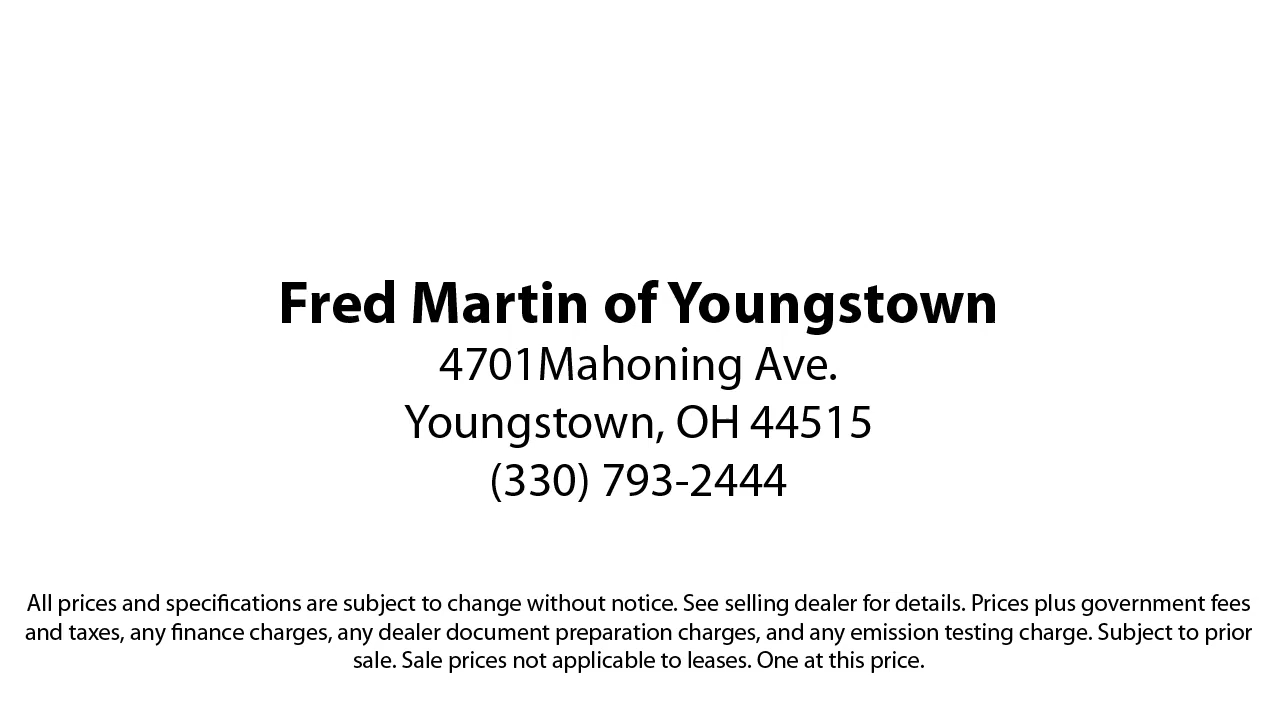 Fred Martin of Youngstown
4701Mahoning Ave.
Youngstown, OH 44515
(330) 793-2444
All prices and specifications are subject to change without notice. See selling dealer for details. Prices plus government fees
and taxes, any finance charges, any dealer document preparation charges, and any emission testing charge. Subject to prior
sale. Sale prices not applicable to leases. One at this price.